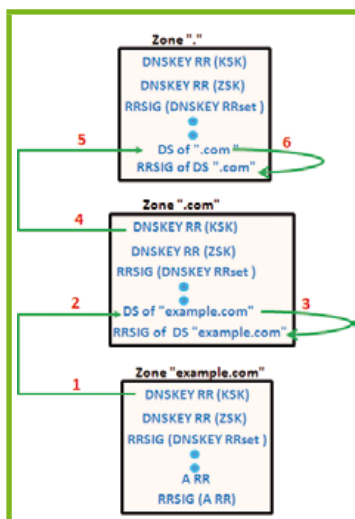 Zone "."
DNSKEY RR (KSK)
DNSKEY RR (ZSK)
RRSIG (DNSKEY RRset )
5
DS of ".com "
6
RRSIG of DS ".com"
Zone ".com"
4
DNSKEY RR (KSK)
DNSKEY RR (ZSK)
RRSIG (DNSKEY RRset )
2
DS of "example.com"
3
RRSIG of DS "example.com"
Zone "example.com"
1
DNSKEY RR (KSK)
DNSKEY RR (ZSK)
RRSIG (DNSKEY RRset )
A RR
RRSIG (A RR)